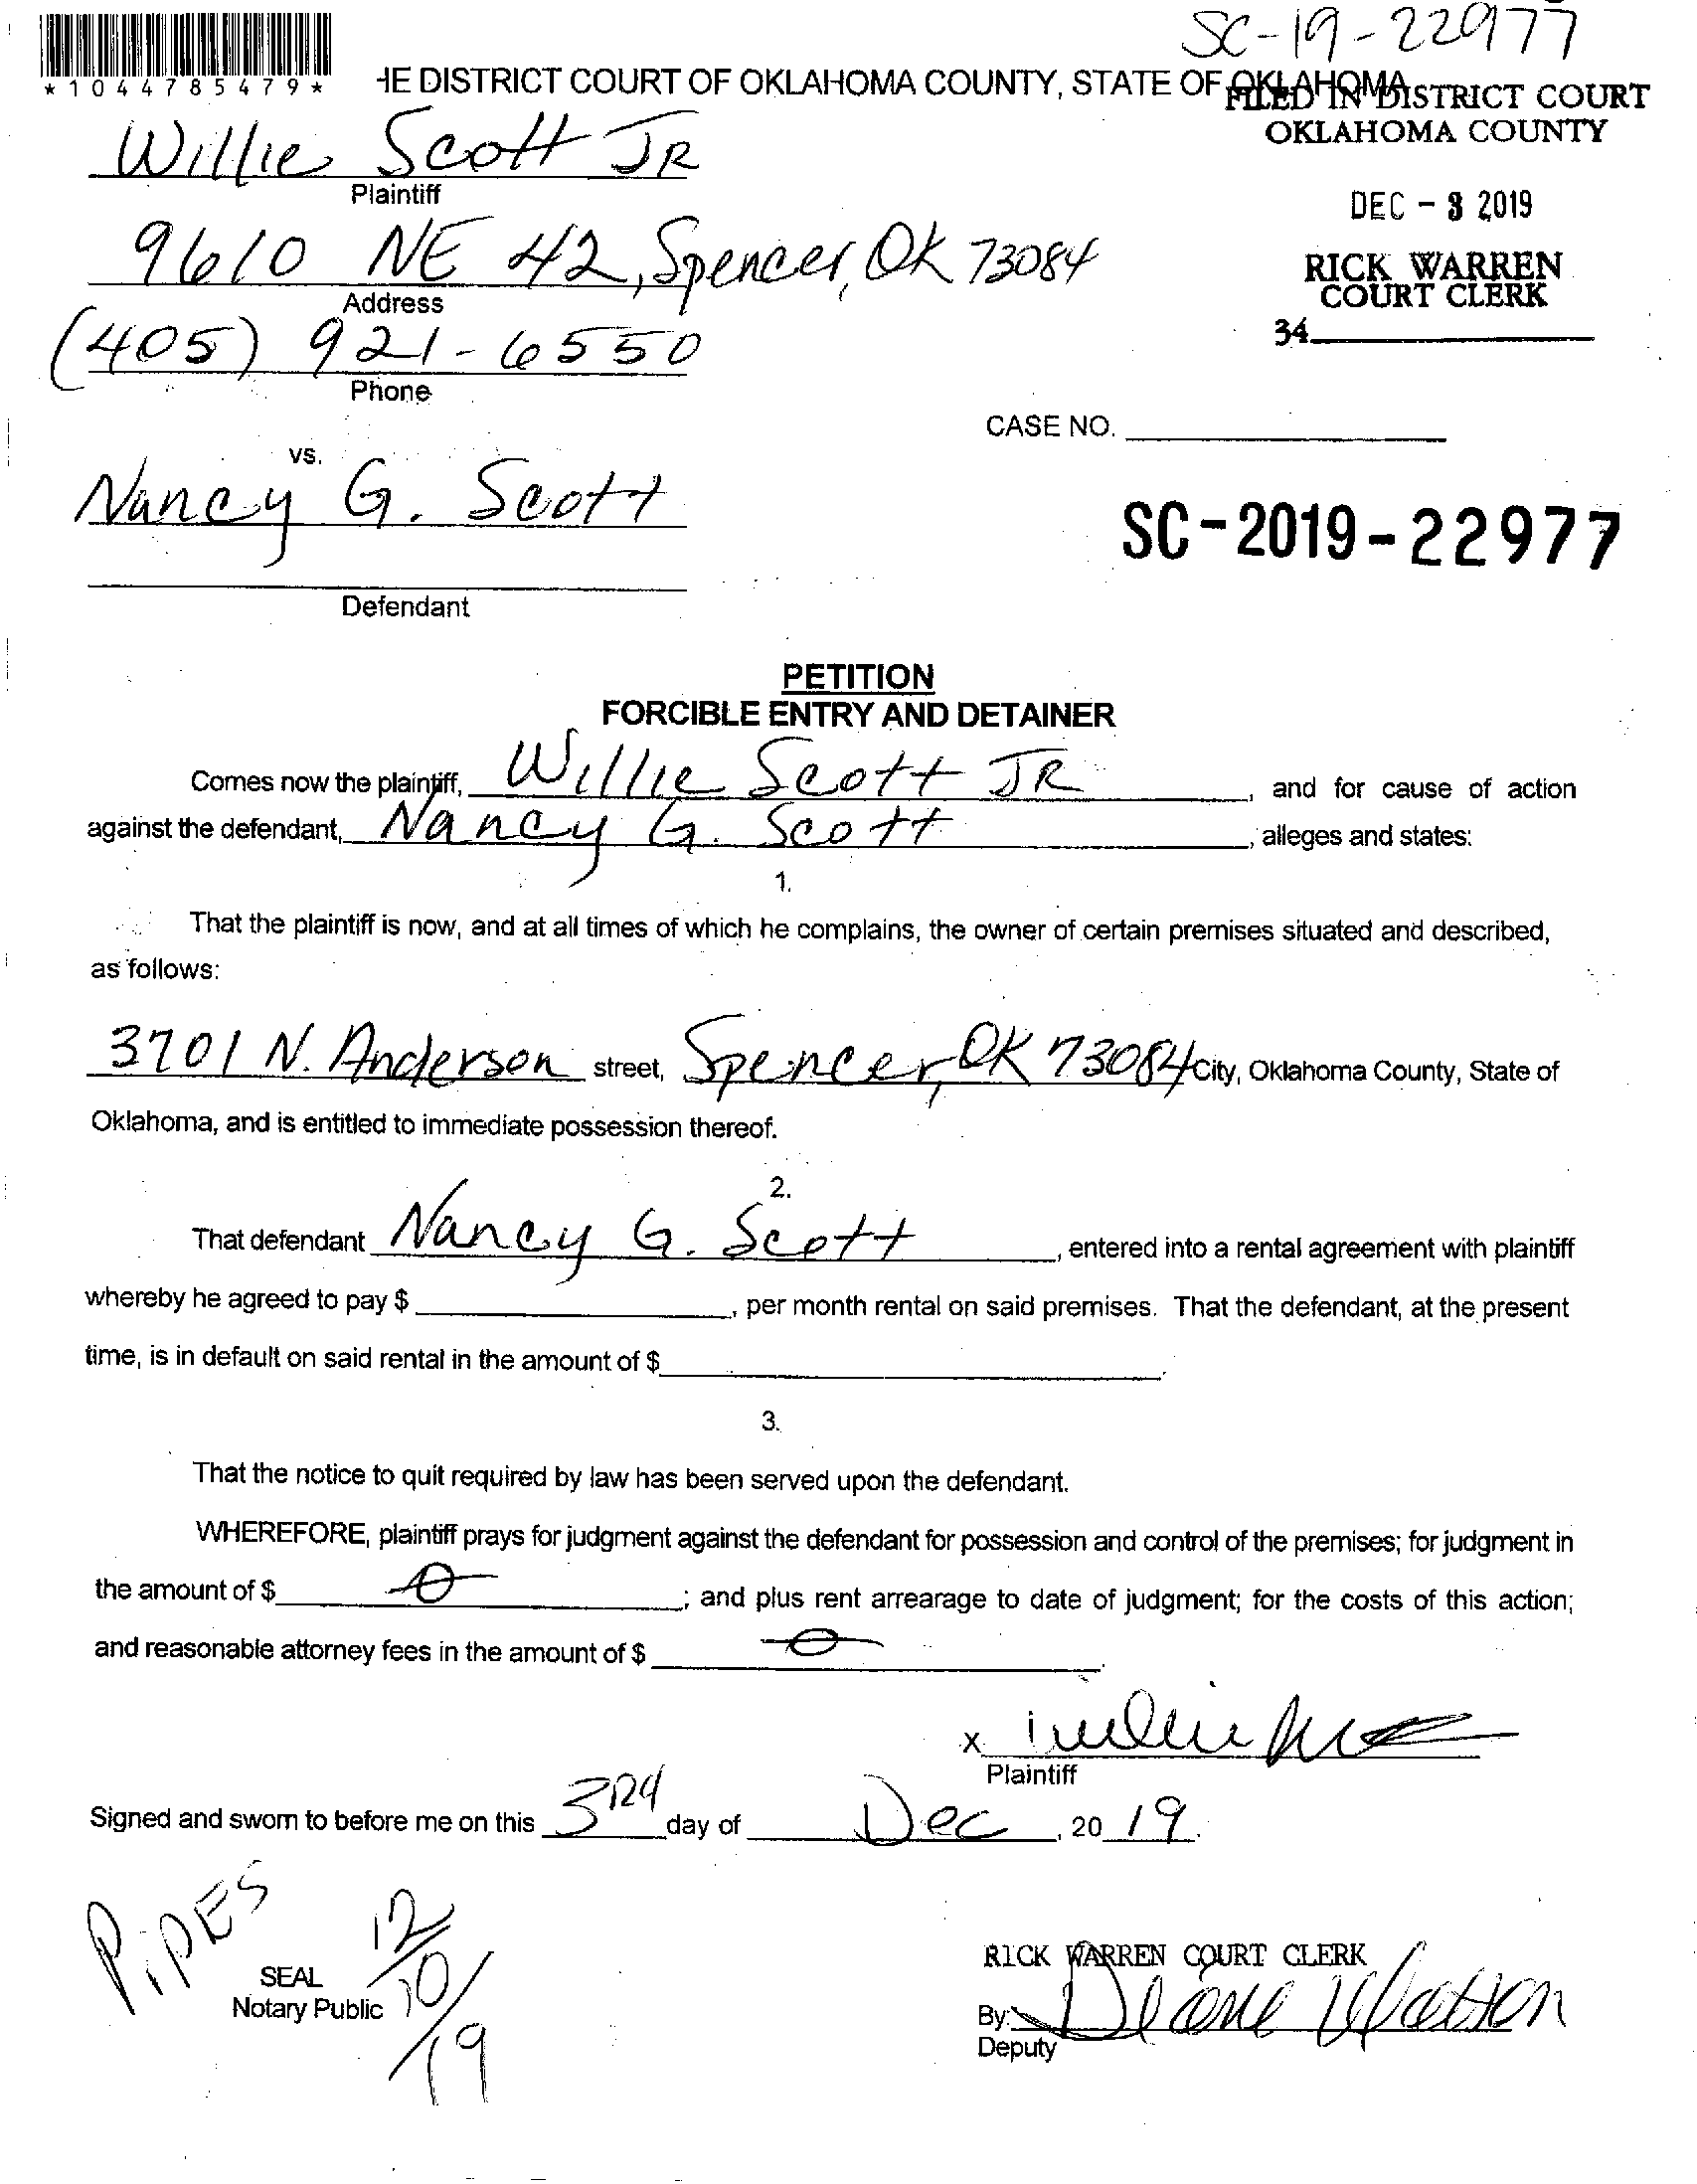 SC-19-22977
*1044785479*
HE DISTRICT COURT OF OKLAHOMA COUNTY, STATE OF OKLAHOMA
FILED IN DISTRICT COURT
OKLAHOMA COUNTY
Willie Scott JR
Plaintiff
DEC - 3 2019
9610 NE 42, Spencer, OK 73084
Address
RICK WARREN
COURT CLERK
34
(405) 921-6550
Phone
CASE NO.
vs.
Nancy G. Scott
SC-2019-22977
Defendant
PETITION
FORCIBLE ENTRY AND DETAINER
Comes now the plaintiff, Willie Scott JR, and for cause of action
against the defendant, Nancy G. Scott, alleges and states:
1.
That the plaintiff is now, and at all times of which he complains, the owner of certain premises situated and described,
as follows:
3701 N. Anderson street, Spencer, OK 73084 City, Oklahoma County, State of
Oklahoma, and is entitled to immediate possession thereof.
2.
That defendant Nancy G. Scott, entered into a rental agreement with plaintiff
whereby he agreed to pay $, per month rental on said premises. That the defendant, at the present
time, is in default on said rental in the amount of $.
3.
That the notice to quit required by law has been served upon the defendant.
WHEREFORE, plaintiff prays for judgment against the defendant for possession and control of the premises; for judgment in
the amount of $ 0; and plus rent arrearage to date of judgment; for the costs of this action;
and reasonable attorney fees in the amount of $ 0.
x
Plaintiff
Signed and sworn to before me on this 3rd day of Dec, 2019.
PiPES
12/10/19
SEAL
Notary Public
RICK WARREN COURT CLERK
By: Diane Watson
Deputy